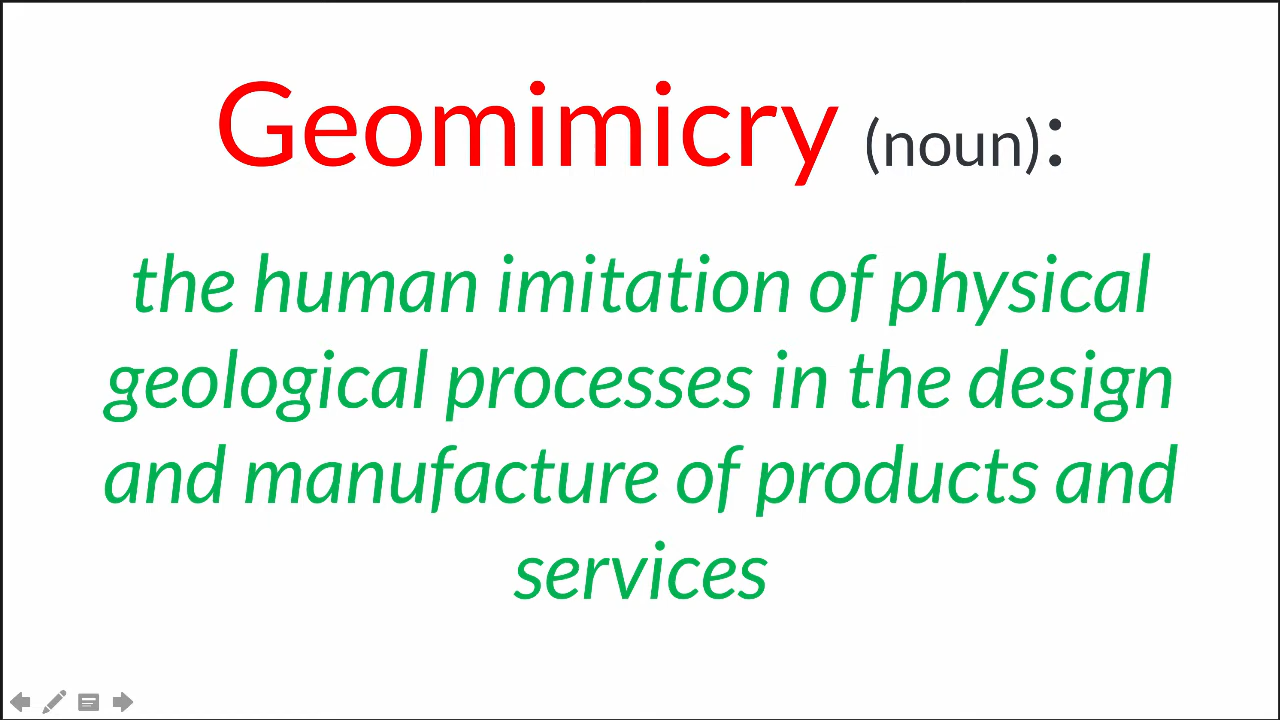 Geomimicry (noun):
the human imitation of physical
geological processes in the design
and manufacture of products and
services